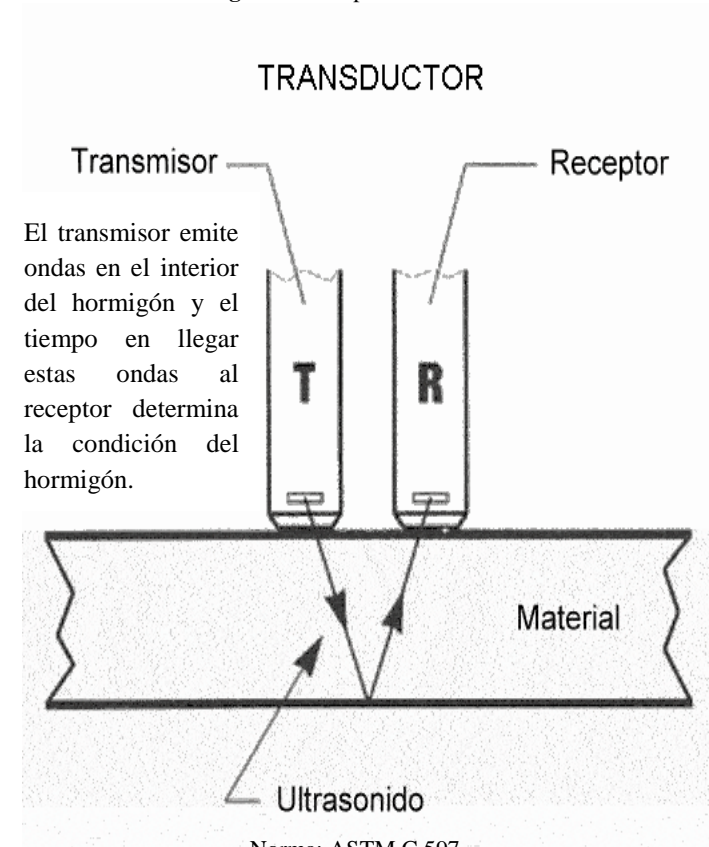 TRANSDUCTOR
Transmisor
Receptor
El transmisor emite
ondas en el interior
del hormigón y el
tiempo en llegar
estas ondas al
receptor determina
la condición del
hormigón.
T
R
Material
Ultrasonido
Norma: ASTM C 597